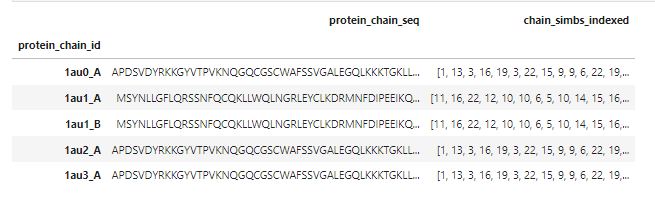 protein_chain_seq chain_simbs_indexed
protein_chain_id
1au0_A APDSVDYRKKGYVTPVKNQGQCGSCWAFSSVGALEGQLKKKTGKLL... [1, 13, 3, 16, 19, 3, 22, 15, 9, 9, 6, 22, 19,...
1au1_A MSYNLLGFLQRSSNFQCQKLLWQLNGRLEYCLKDRMNFDIPEEIKQ... [11, 16, 22, 12, 10, 10, 6, 5, 10, 14, 15, 16,...
1au1_B MSYNLLGFLQRSSNFQCQKLLWQLNGRLEYCLKDRMNFDIPEEIKQ... [11, 16, 22, 12, 10, 10, 6, 5, 10, 14, 15, 16,...
1au2_A APDSVDYRKKGYVTPVKNQGQCGSCWAFSSVGALEGQLKKKTGKLL... [1, 13, 3, 16, 19, 3, 22, 15, 9, 9, 6, 22, 19,...
1au3_A APDSVDYRKKGYVTPVKNQGQCGSCWAFSSVGALEGQLKKKTGKLL... [1, 13, 3, 16, 19, 3, 22, 15, 9, 9, 6, 22, 19,...